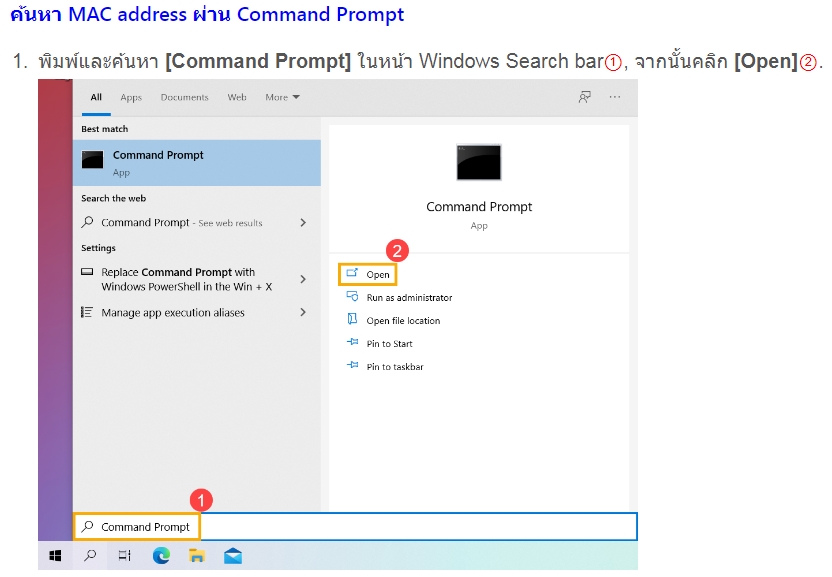 ค้นหา MAC address ผ่าน Command Prompt
1. พิมพ์และค้นหา [Command Prompt] ในหน้า Windows Search bar①, จากนั้นคลิก [Open]②.
All Apps Documents Web More
Best match
Command Prompt
App
Search the web
Command Prompt - See web results
Settings
Replace Command Prompt with
Windows PowerShell in the Win + X
Manage app execution aliases
Command Prompt
App
2
Open
Run as administrator
Open file location
Pin to Start
Pin to taskbar
1
Command Prompt